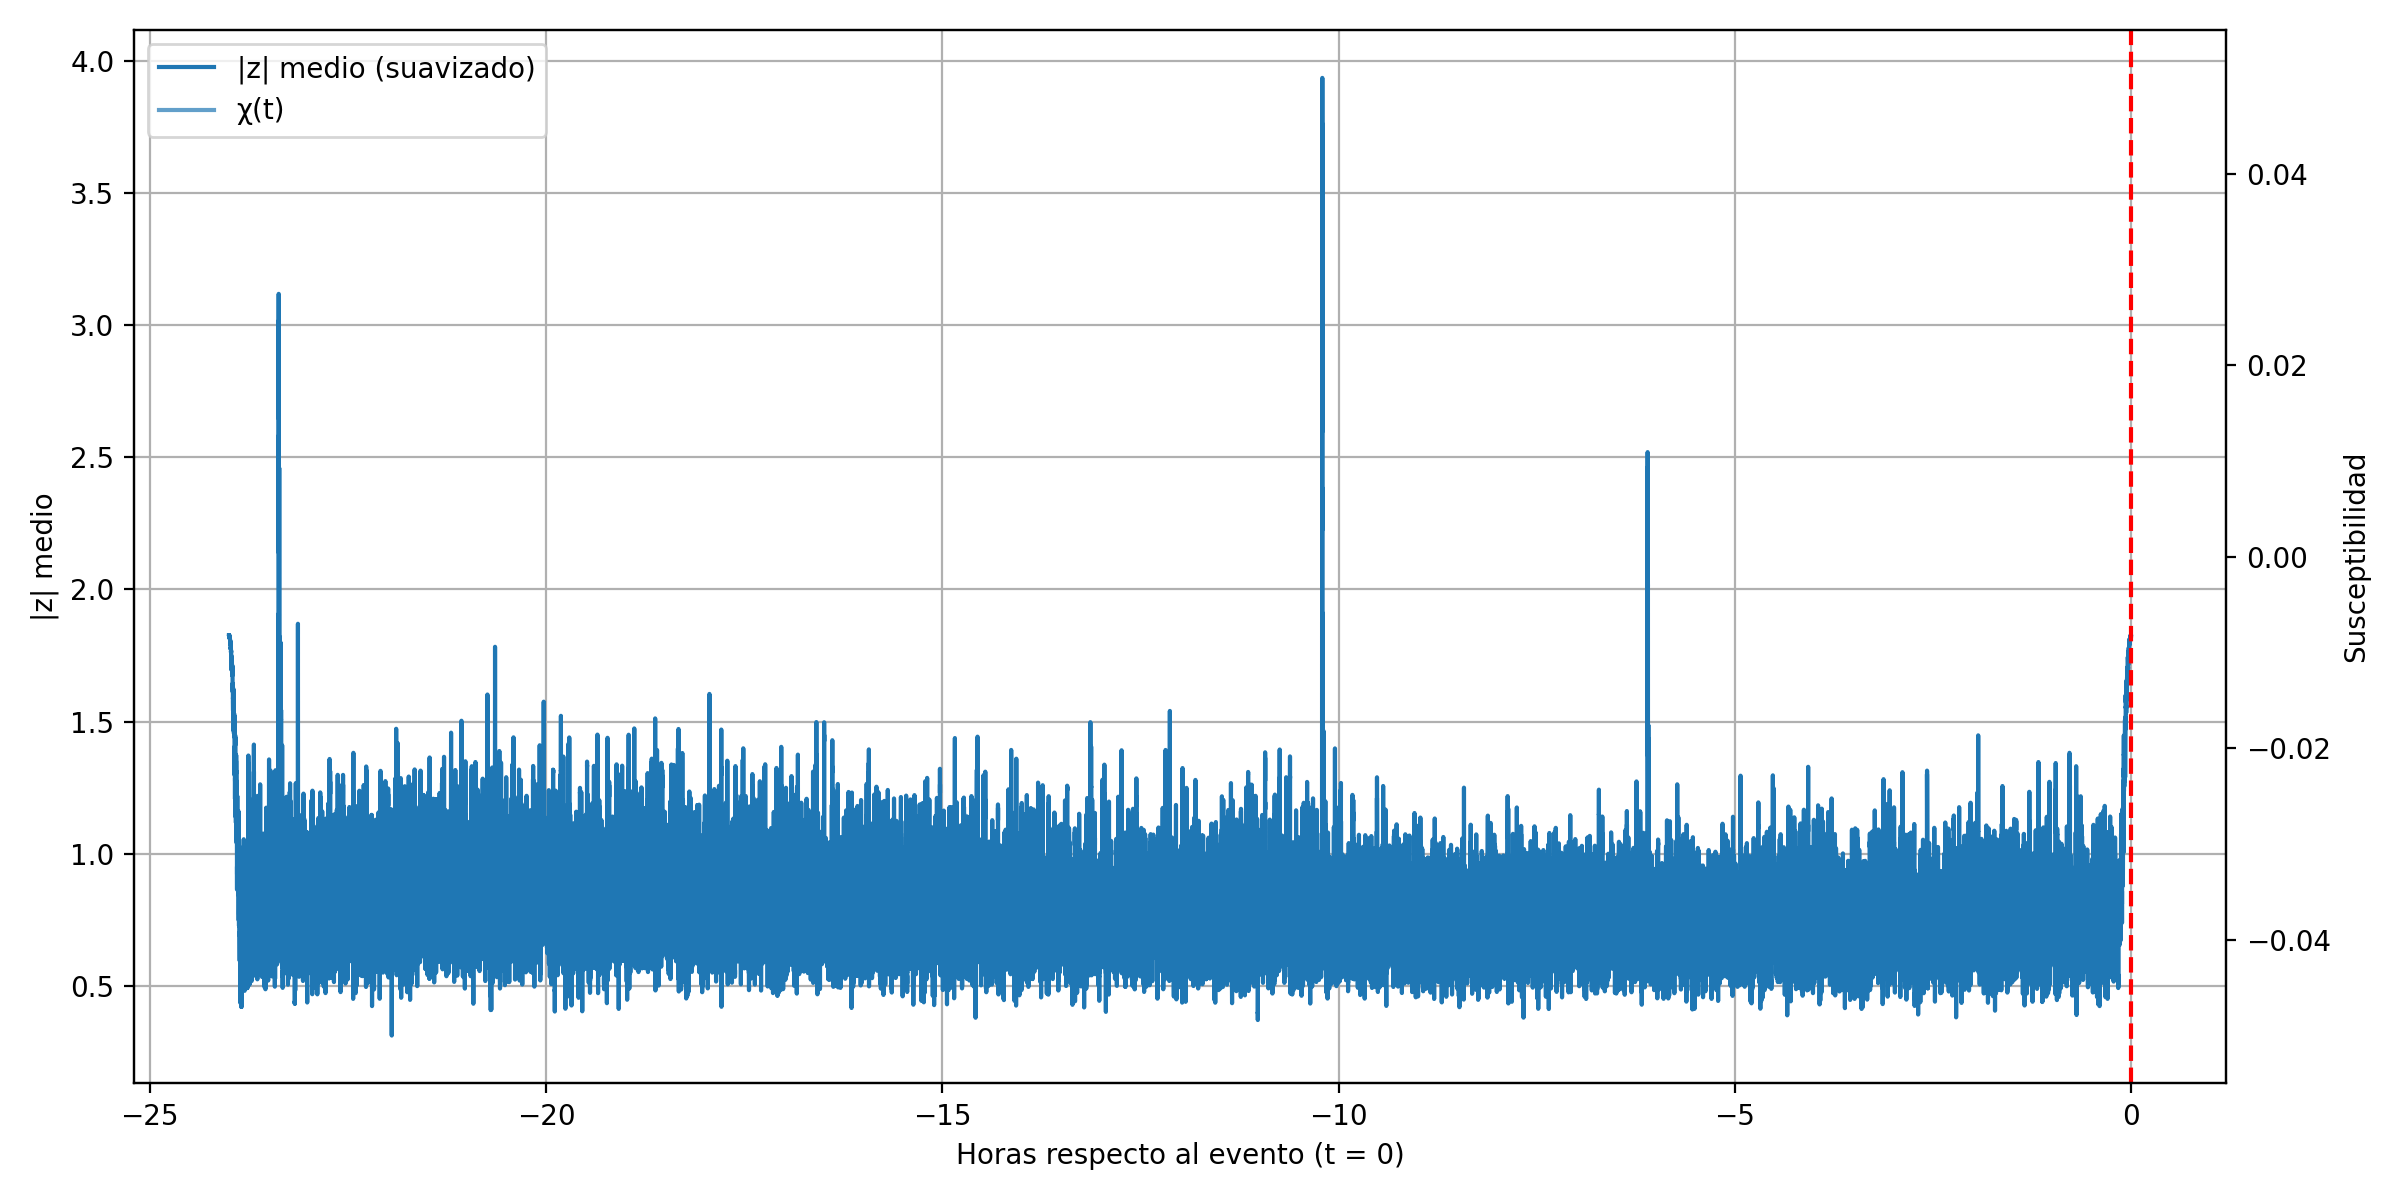 |z| medio (suavizado)
χ(t)
4.0
3.5
3.0
2.5
2.0
1.5
1.0
0.5
|z| medio
0.04
0.02
0.00
−0.02
−0.04
Susceptibilidad
−25 −20 −15 −10 −5 0
Horas respecto al evento (t = 0)